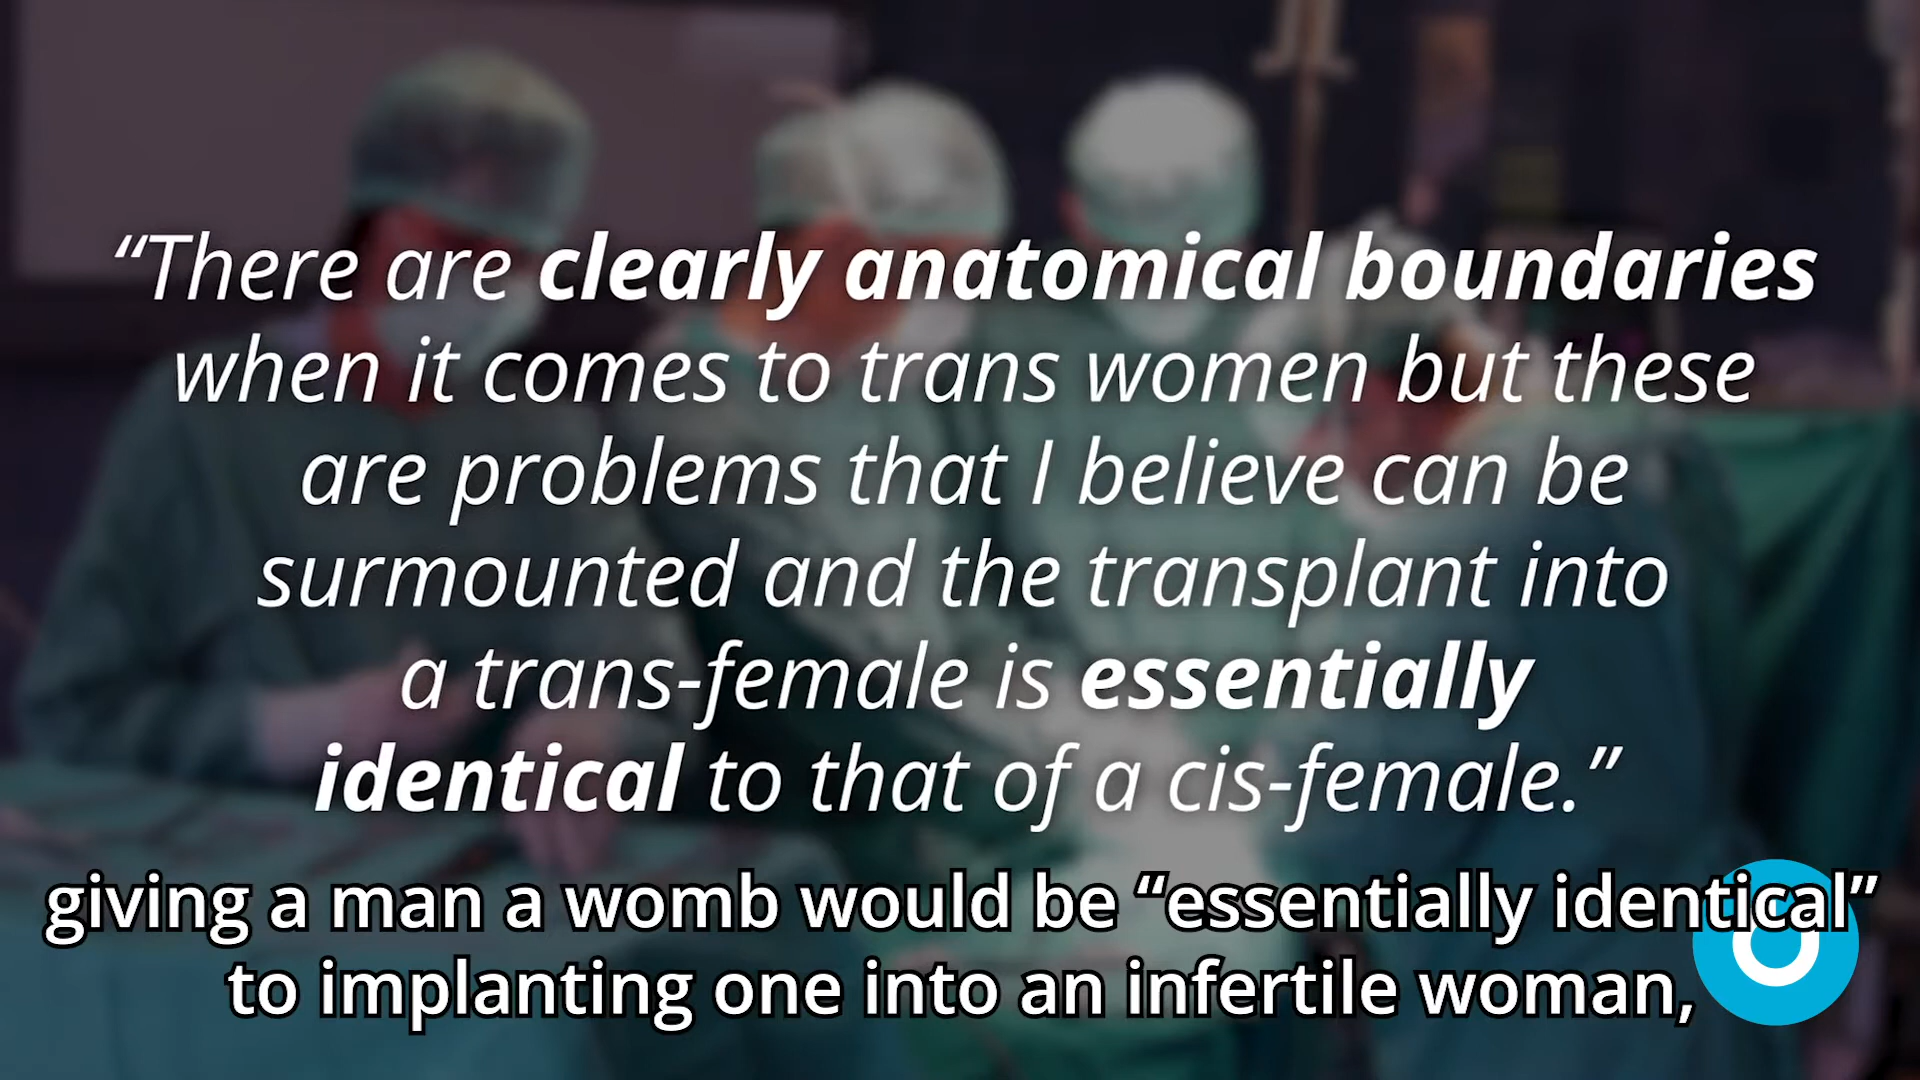 “There are clearly anatomical boundaries
when it comes to trans women but these
are problems that I believe can be
surmounted and the transplant into
a trans-female is essentially
identical to that of a cis-female.”
giving a man a womb would be “essentially identical”
to implanting one into an infertile woman,